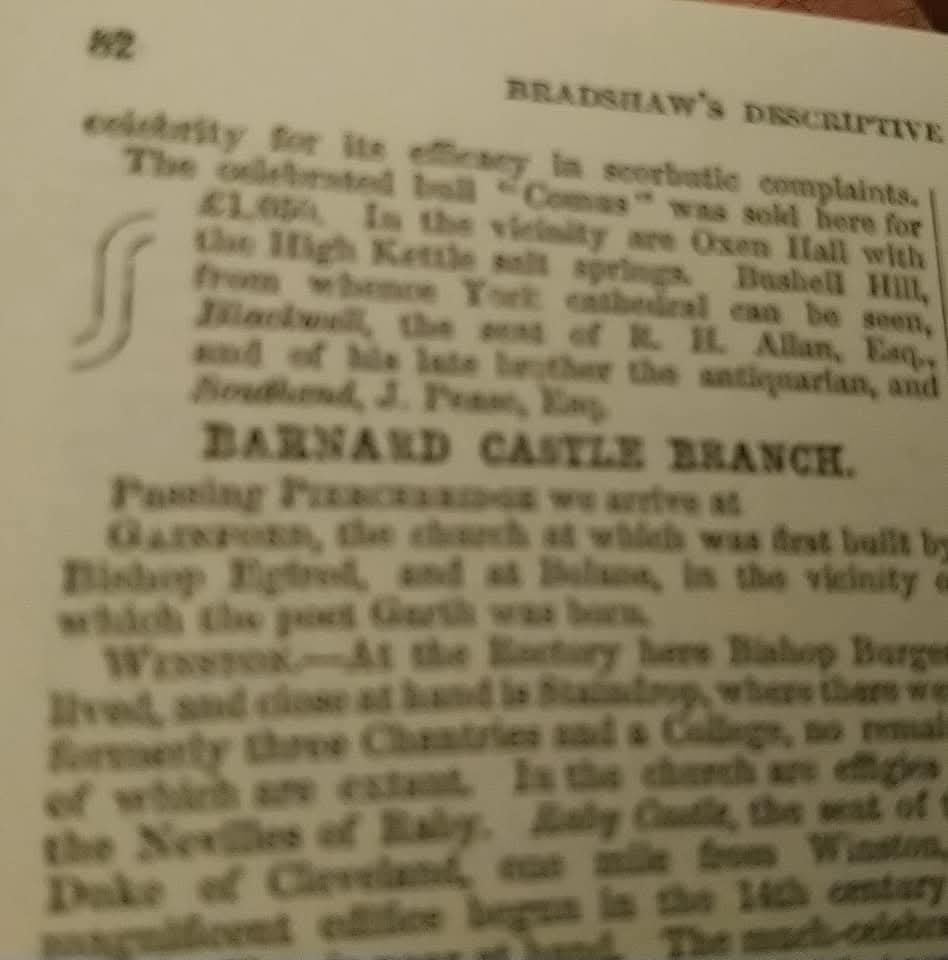 82
BRADSHAW'S DESCRIPTIVE
celebrity for its efficacy in scorbutic complaints.
The celebrated bull "Comus" was sold here for
In the vicinity are Oxen Hall with
the High Kettle salt springs. Bushell Hill,
from whence York cathedral can be seen,
Blackwell, the seat of R. H. Allan, Esq.,
and of his late brother the antiquarian, and
J. Pease, Esq.
BARNARD CASTLE BRANCH.
Passing PIERCEBRIDGE we arrive at
GAINFORD, the church at which was first built by
Bishop Egfred, and at Bolane, in the vicinity
which the poet Garth was born.
WINSTON.—At the Rectory here Bishop
lived, and close at hand is Staindrop, where there
formerly three Chantries and a College, no
of which are extant. In the church are effigies
the Nevilles of Raby. Raby Castle, the seat of
Duke of Cleveland, one mile from Winston,
magnificent edifice begun in the 14th century
The